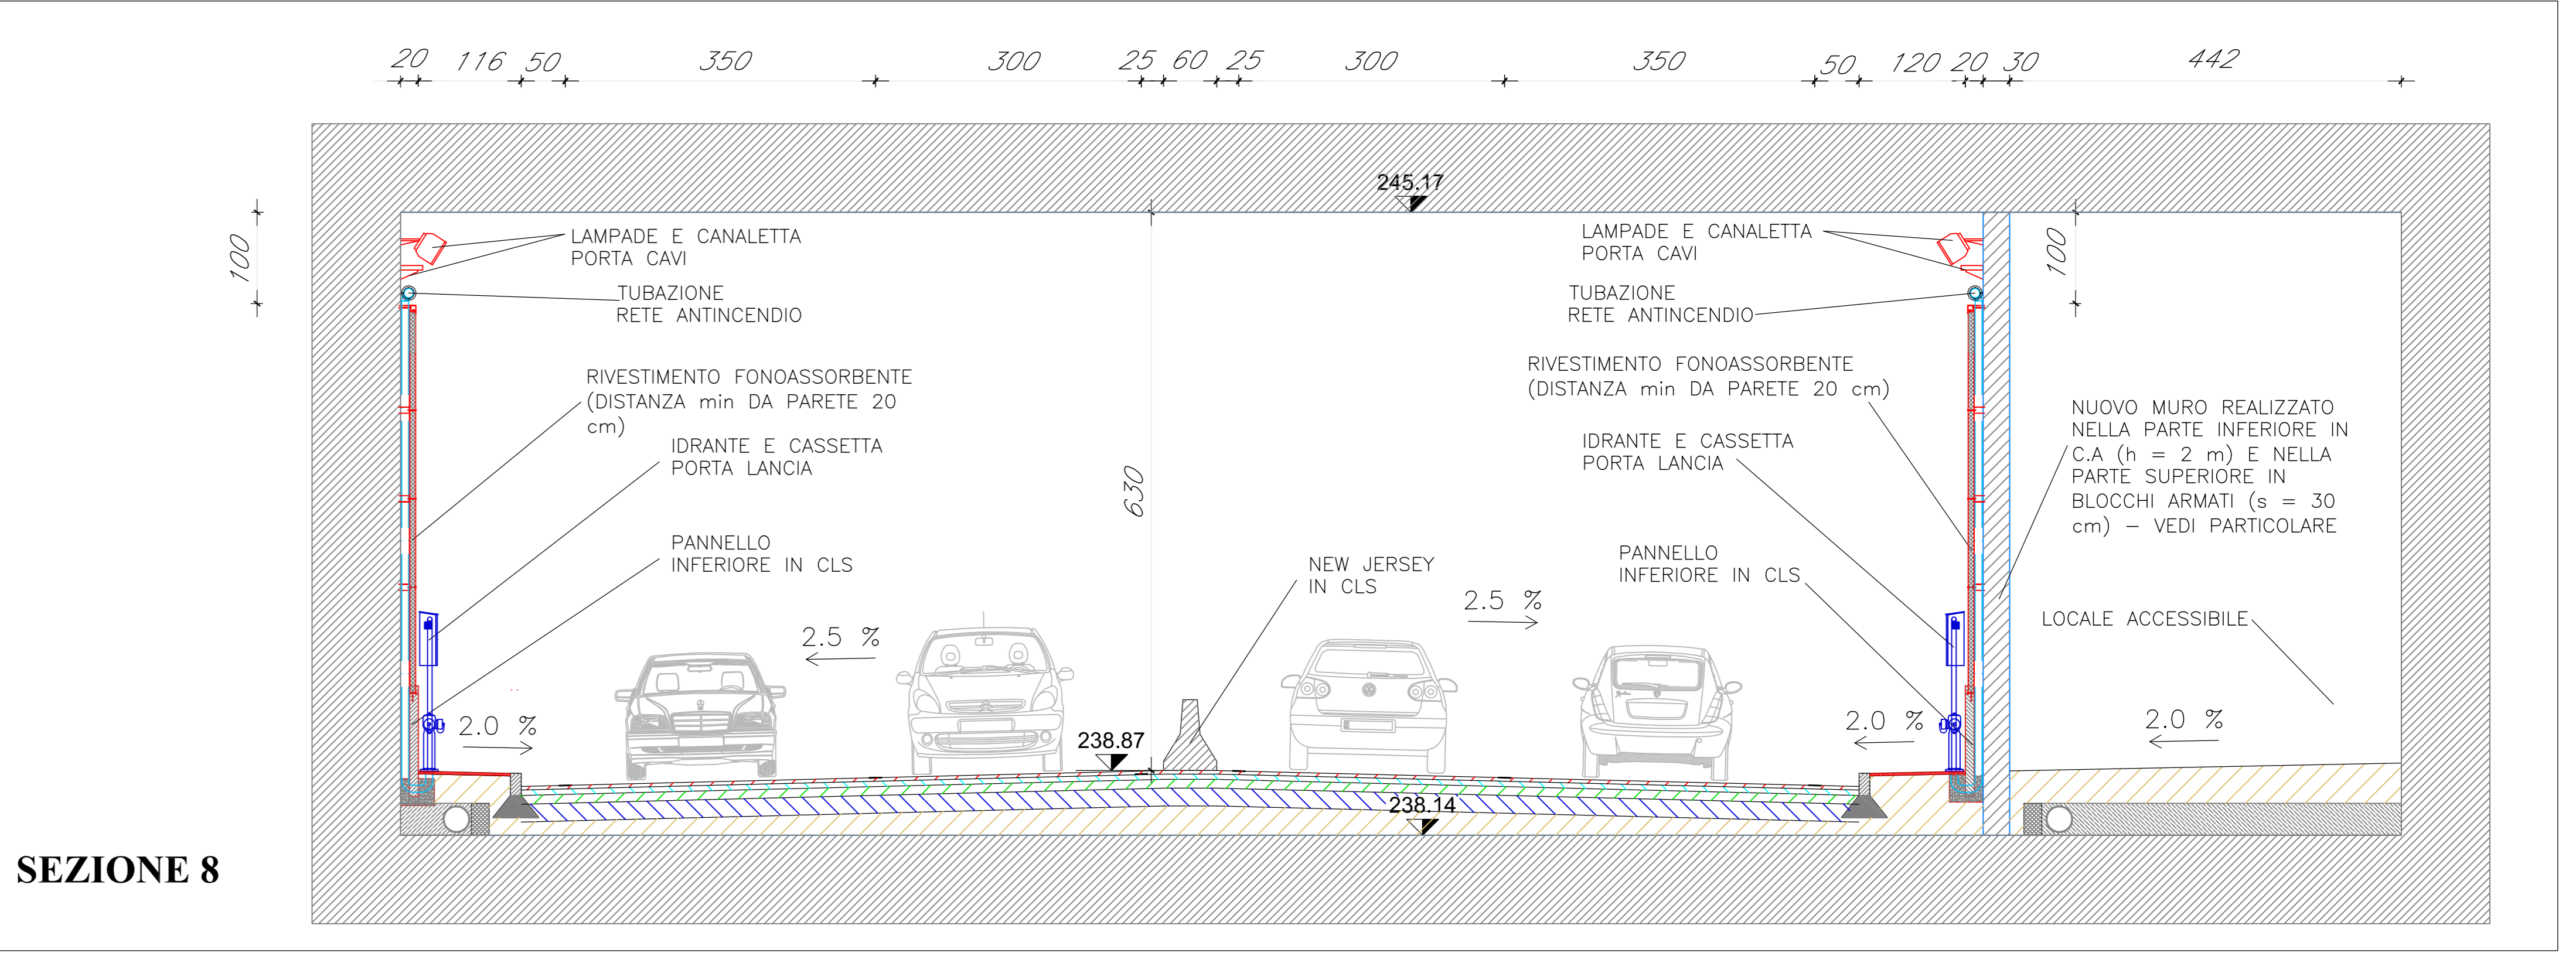 20 116 50 350 300 25 60 25 300 350 50 120 20 30 442
245.17
100
LAMPADE E CANALETTA
PORTA CAVI
TUBAZIONE
RETE ANTINCENDIO
RIVESTIMENTO FONOASSORBENTE
(DISTANZA min DA PARETE 20
cm)
IDRANTE E CASSETTA
PORTA LANCIA
PANNELLO
INFERIORE IN CLS
2.5 %
2.0 %
630
238.87
NEW JERSEY
IN CLS
2.5 %
238.14
LAMPADE E CANALETTA
PORTA CAVI
TUBAZIONE
RETE ANTINCENDIO
RIVESTIMENTO FONOASSORBENTE
(DISTANZA min DA PARETE 20 cm)
IDRANTE E CASSETTA
PORTA LANCIA
PANNELLO
INFERIORE IN CLS
2.0 %
100
NUOVO MURO REALIZZATO
NELLA PARTE INFERIORE IN
C.A (h = 2 m) E NELLA
PARTE SUPERIORE IN
BLOCCHI ARMATI (s = 30
cm) – VEDI PARTICOLARE
LOCALE ACCESSIBILE
2.0 %
SEZIONE 8